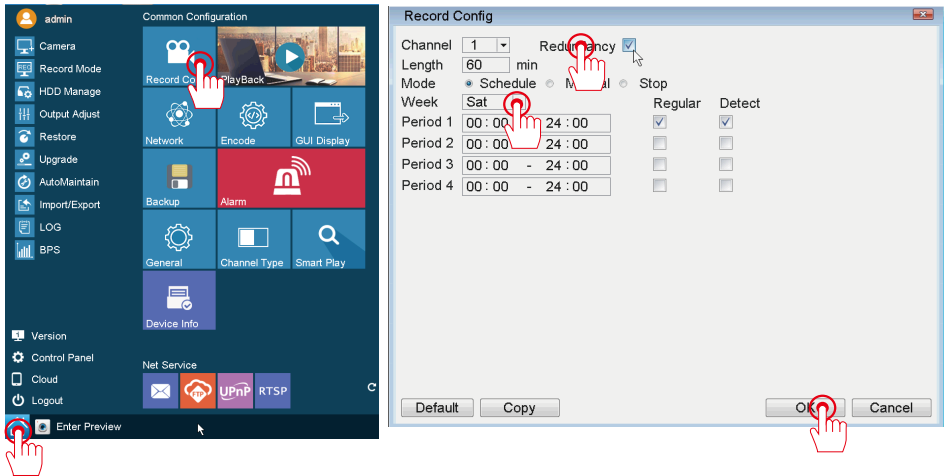 admin
Camera
Record Mode
REC
HDD Manage
Output Adjust
Restore
Upgrade
AutoMaintain
Import/Export
LOG
BPS
1 Version
Control Panel
Cloud
Logout
Enter Preview
Common Configuration
Record
PlayBack
Network
Encode
GUI Display
Backup
Alarm
General
Channel Type
Smart Play
Device Info
Net Service
FTP
UPnP
RTSP
Record Config
Channel 1 Redundancy
Length 60 min
Mode Schedule Stop
Week Sat Regular Detect
Period 1 00:00 24:00
Period 2 00:00 24:00
Period 3 00:00 - 24:00
Period 4 00:00 - 24:00
Default Copy OK Cancel